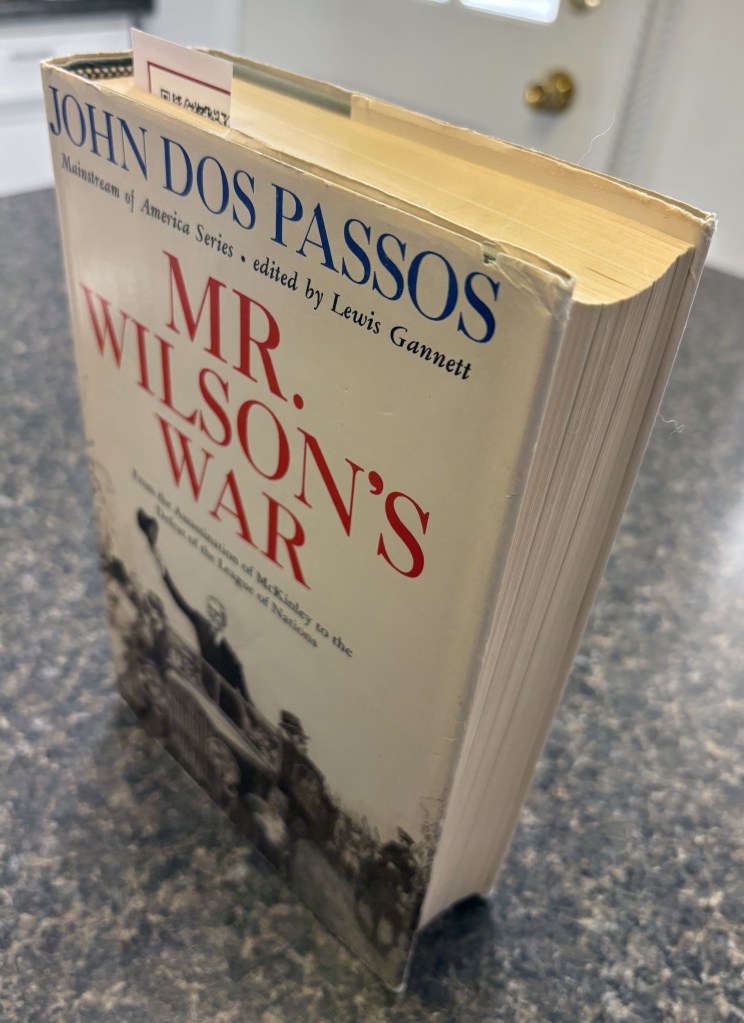 JOHN DOS PASSOS
Mainstream of America Series • edited by Lewis Gannett
MR.
WILSON'S
WAR
From the Assassination of McKinley to the
Defeat of the League of Nations